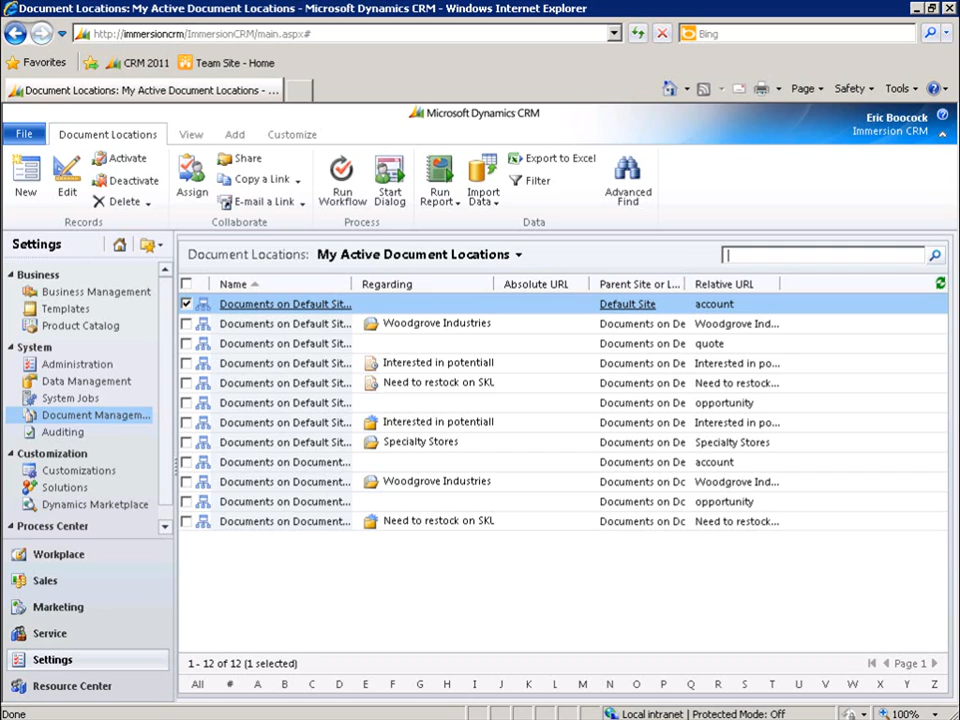 Document Locations: My Active Document Locations - Microsoft Dynamics CRM - Windows Internet Explorer
http://immersioncrm/ImmersionCRM/main.aspx#
Bing
Favorites CRM 2011 Team Site - Home
Document Locations: My Active Document Locations - ...
Page Safety Tools
Microsoft Dynamics CRM
Eric Boocock
Immersion CRM
File Document Locations View Add Customize
New
Edit
Activate
Deactivate
Delete
Records
Assign
Share
Copy a Link
E-mail a Link
Collaborate
Run Workflow
Start Dialog
Process
Run Report
Import Data
Export to Excel
Filter
Data
Advanced Find
Settings
Business
Business Management
Templates
Product Catalog
System
Administration
Data Management
System Jobs
Document Managem...
Auditing
Customization
Customizations
Solutions
Dynamics Marketplace
Process Center
Workplace
Sales
Marketing
Service
Settings
Resource Center
Document Locations: My Active Document Locations
Name Regarding Absolute URL Parent Site or L... Relative URL
Documents on Default Sit... Default Site account
Documents on Default Sit... Woodgrove Industries Documents on De Woodgrove Ind...
Documents on Default Sit... Documents on De quote
Documents on Default Sit... Interested in potentiall Documents on De Interested in po...
Documents on Default Sit... Need to restock on SKL Documents on De Need to restock...
Documents on Default Sit... Documents on De opportunity
Documents on Default Sit... Interested in potentiall Documents on De Interested in po...
Documents on Default Sit... Specialty Stores Documents on De Specialty Stores
Documents on Document... Documents on Dc account
Documents on Document... Woodgrove Industries Documents on Dc Woodgrove Ind...
Documents on Document... Documents on Dc opportunity
Documents on Document... Need to restock on SKL Documents on Dc Need to restock...
1 - 12 of 12 (1 selected) Page 1
All # A B C D E F G H I J K L M N O P Q R S T U V W X Y Z
Done Local intranet | Protected Mode: Off 100%